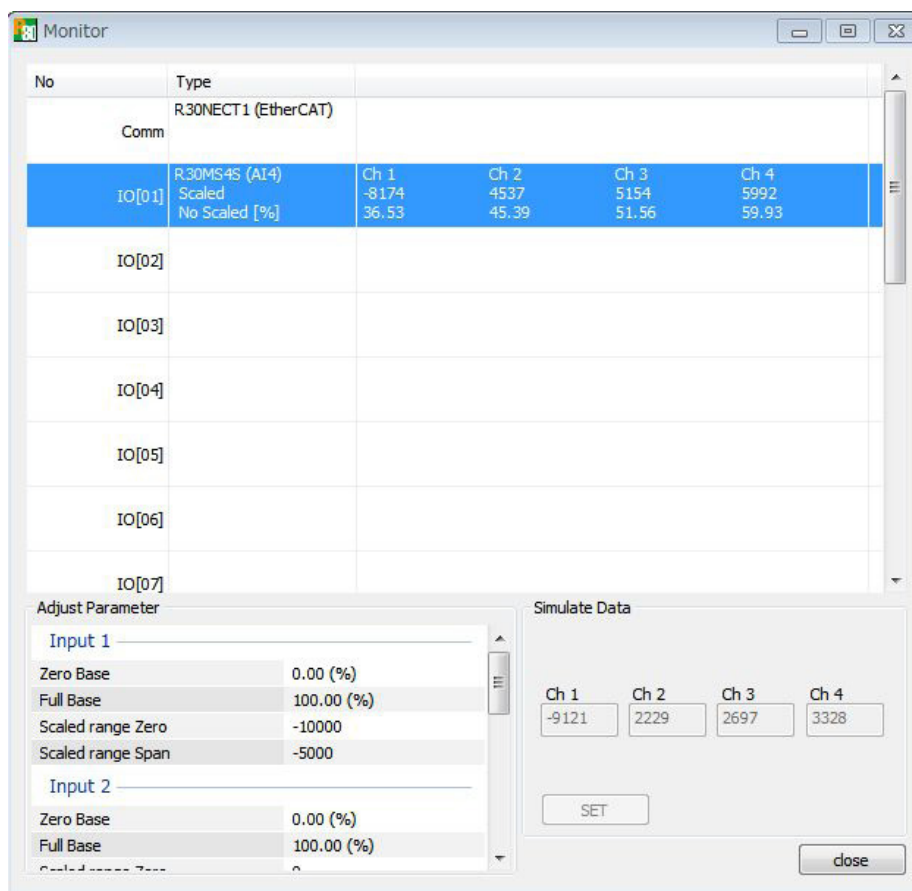 Monitor
No Type
Comm R30NECT1 (EtherCAT)
IO[01] R30MS4S (AI4) Ch 1 Ch 2 Ch 3 Ch 4
Scaled -8174 4537 5154 5992
No Scaled [%] 36.53 45.39 51.56 59.93
IO[02]
IO[03]
IO[04]
IO[05]
IO[06]
IO[07]
Adjust Parameter
Input 1
Zero Base 0.00 (%)
Full Base 100.00 (%)
Scaled range Zero -10000
Scaled range Span -5000
Input 2
Zero Base 0.00 (%)
Full Base 100.00 (%)
Simulate Data
Ch 1 Ch 2 Ch 3 Ch 4
-9121 2229 2697 3328
SET
close